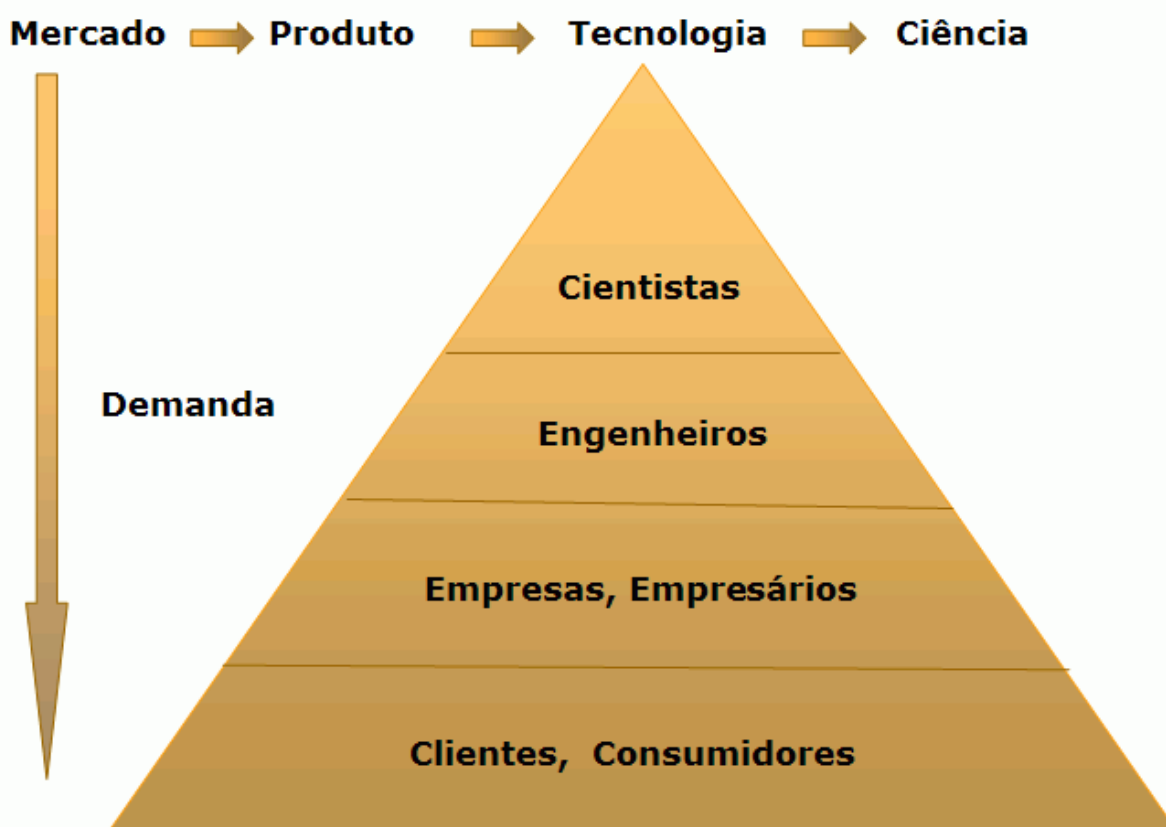 Mercado Produto Tecnologia Ciência
Cientistas
Demanda
Engenheiros
Empresas, Empresários
Clientes, Consumidores